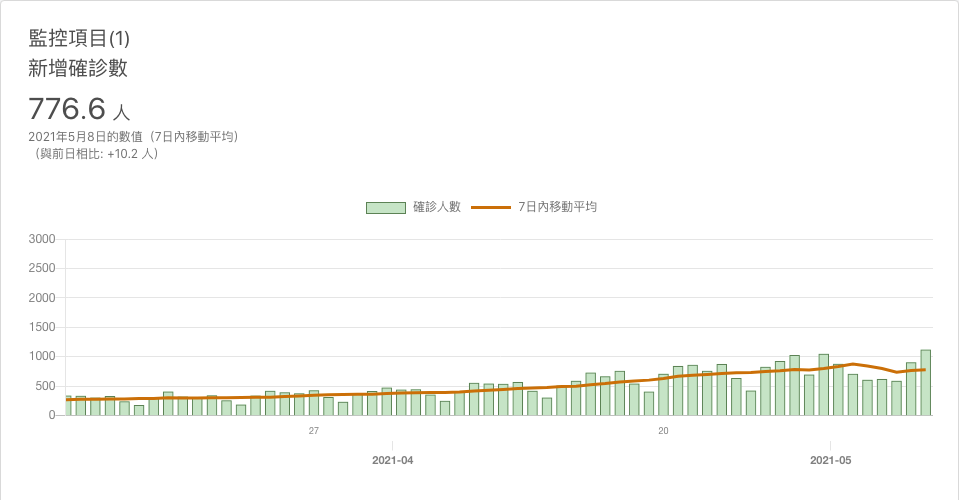 監控項目(1)
新增確診數
776.6 人
2021年5月8日的數值（7日內移動平均）
（與前日相比: +10.2 人）
確診人數 7日內移動平均
3000
2500
2000
1500
1000
500
0
27 20
2021-04 2021-05